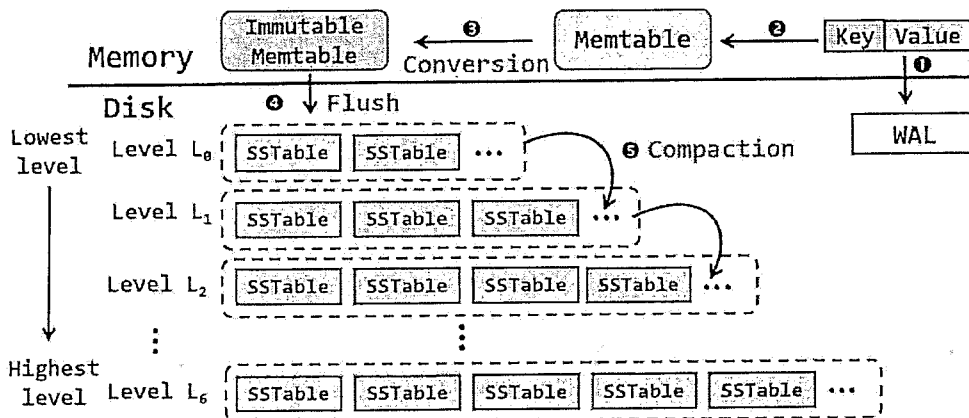 Immutable Memtable
❸
Conversion
Memtable
❷
Key Value
❶
Memory
Disk
❹ Flush
WAL
Lowest level
Level L₀ SSTable SSTable ...
❺ Compaction
Level L₁ SSTable SSTable SSTable ...
Level L₂ SSTable SSTable SSTable SSTable ...
Highest level
Level L₆ SSTable SSTable SSTable SSTable SSTable ...